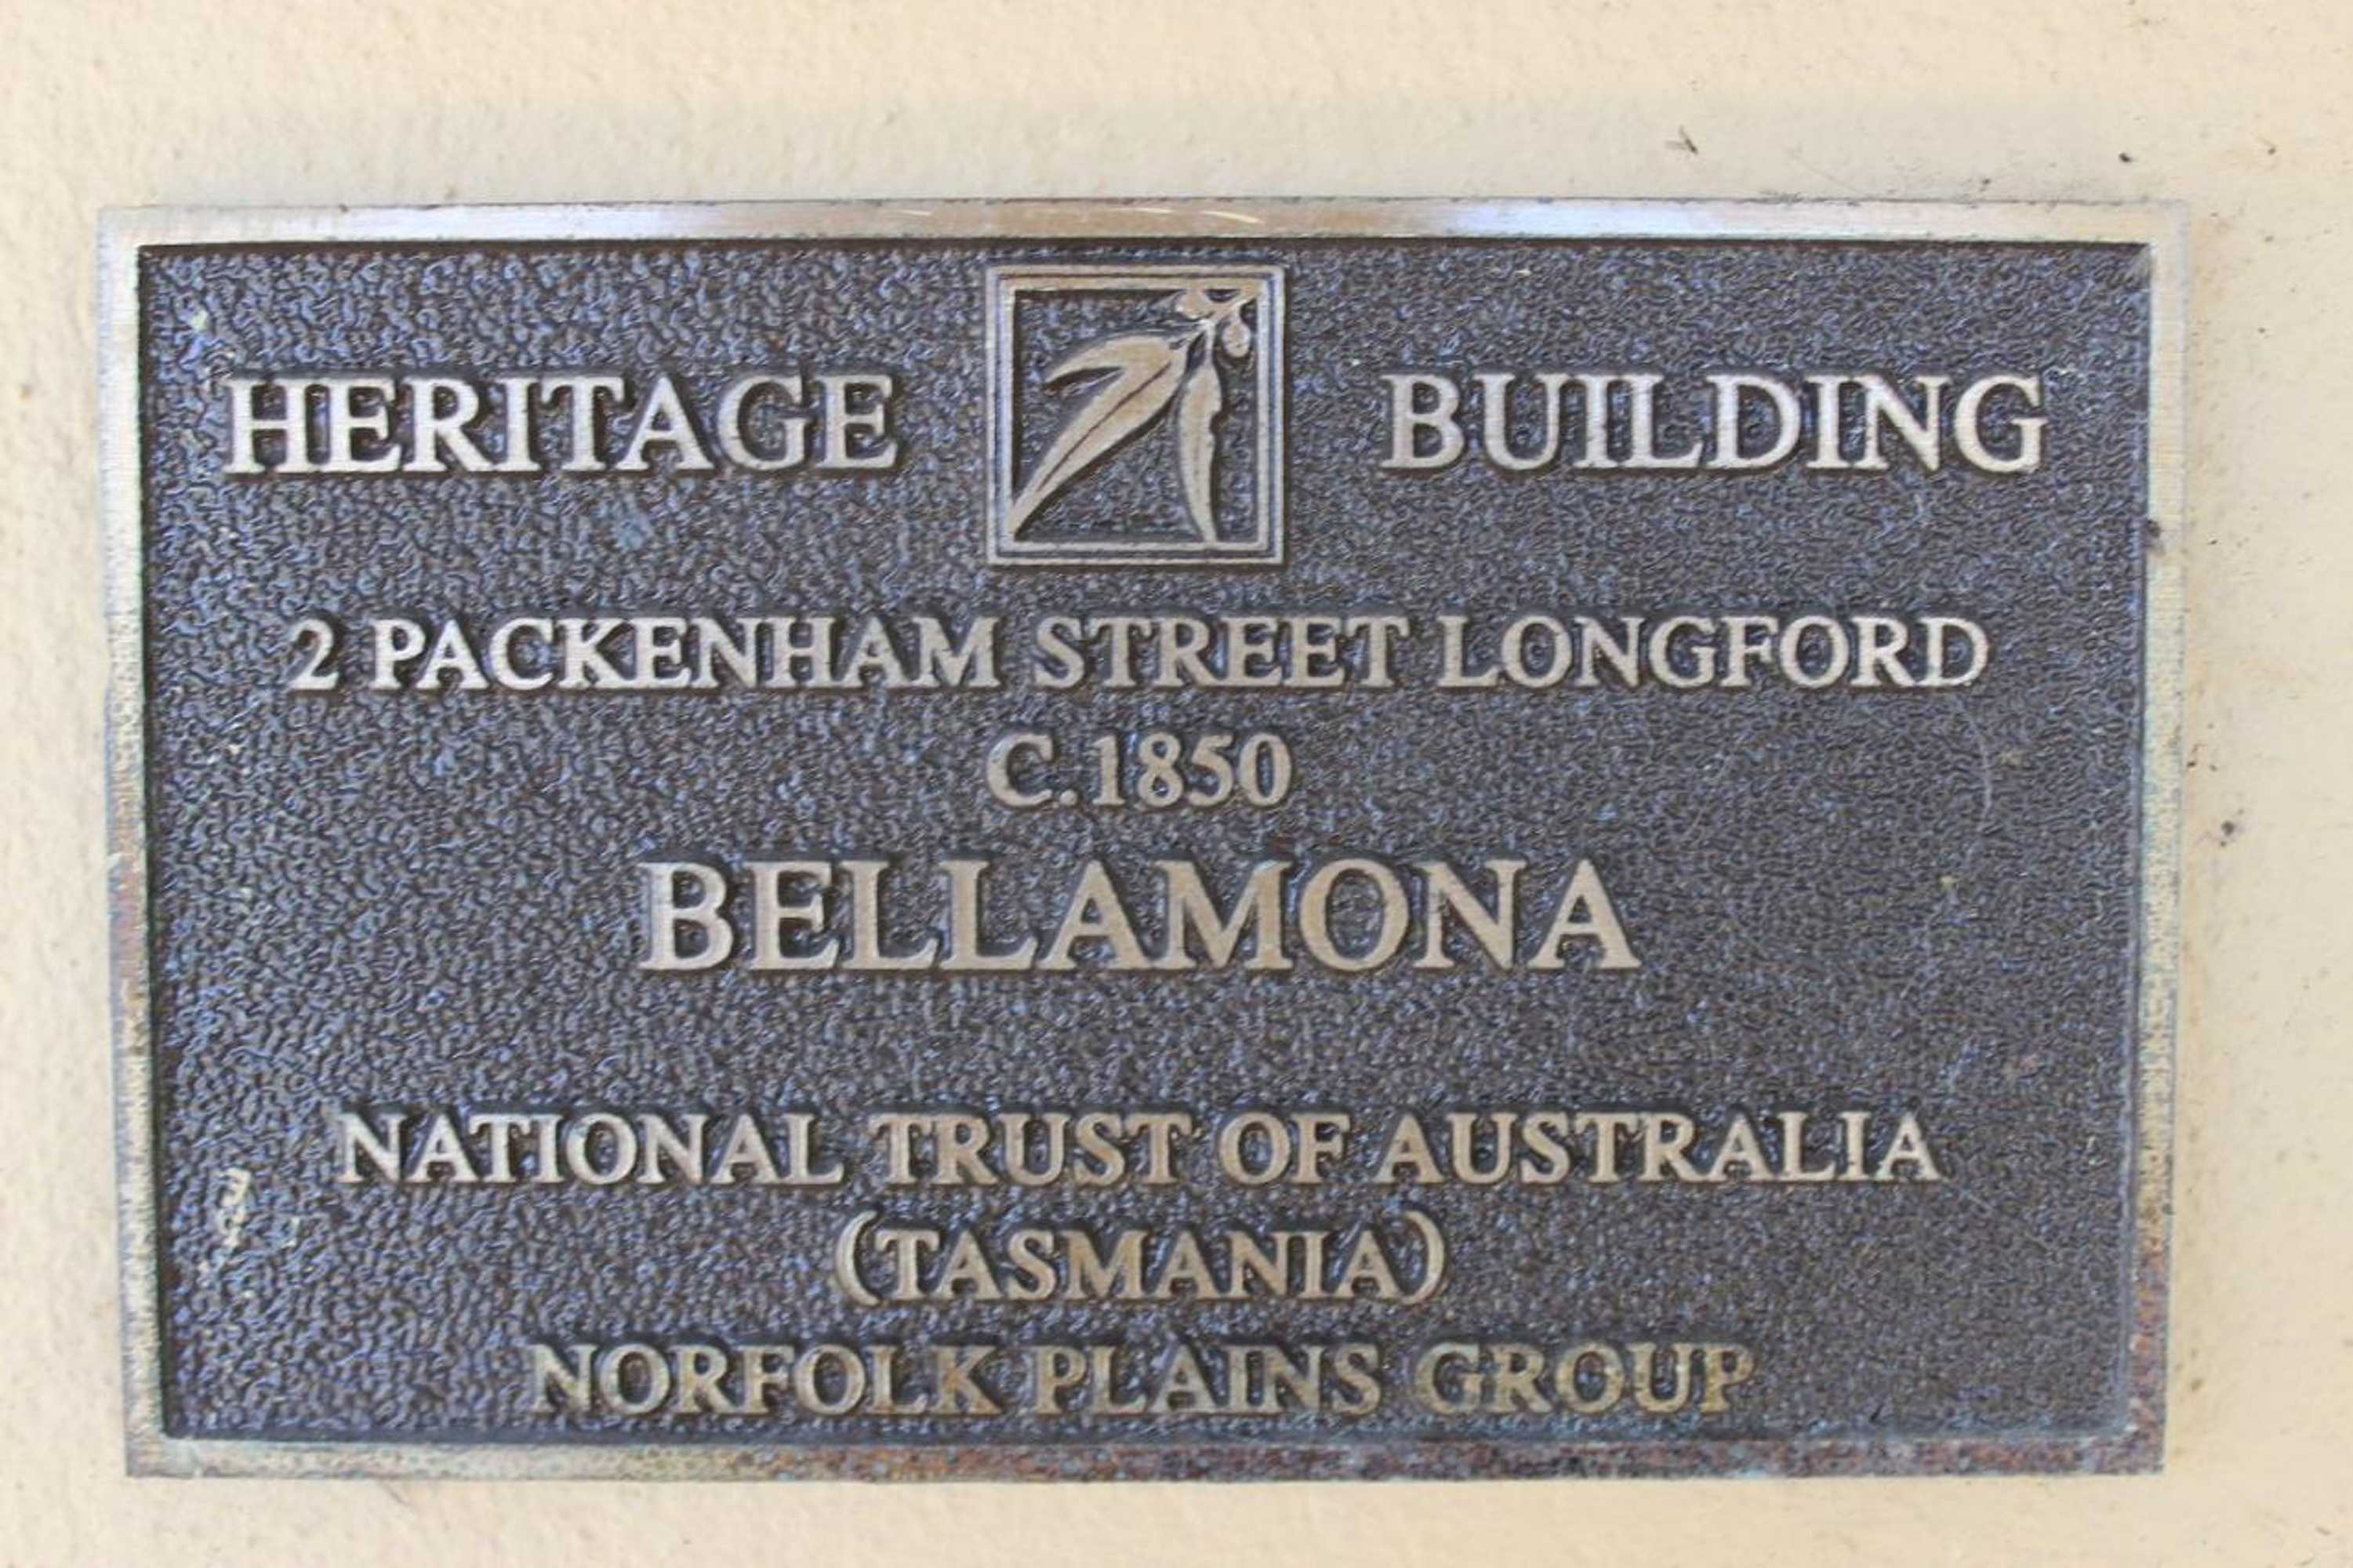 HERITAGE BUILDING
2 PACKENHAM STREET LONGFORD
C.1850
BELLAMONA
NATIONAL TRUST OF AUSTRALIA
(TASMANIA)
NORFOLK PLAINS GROUP